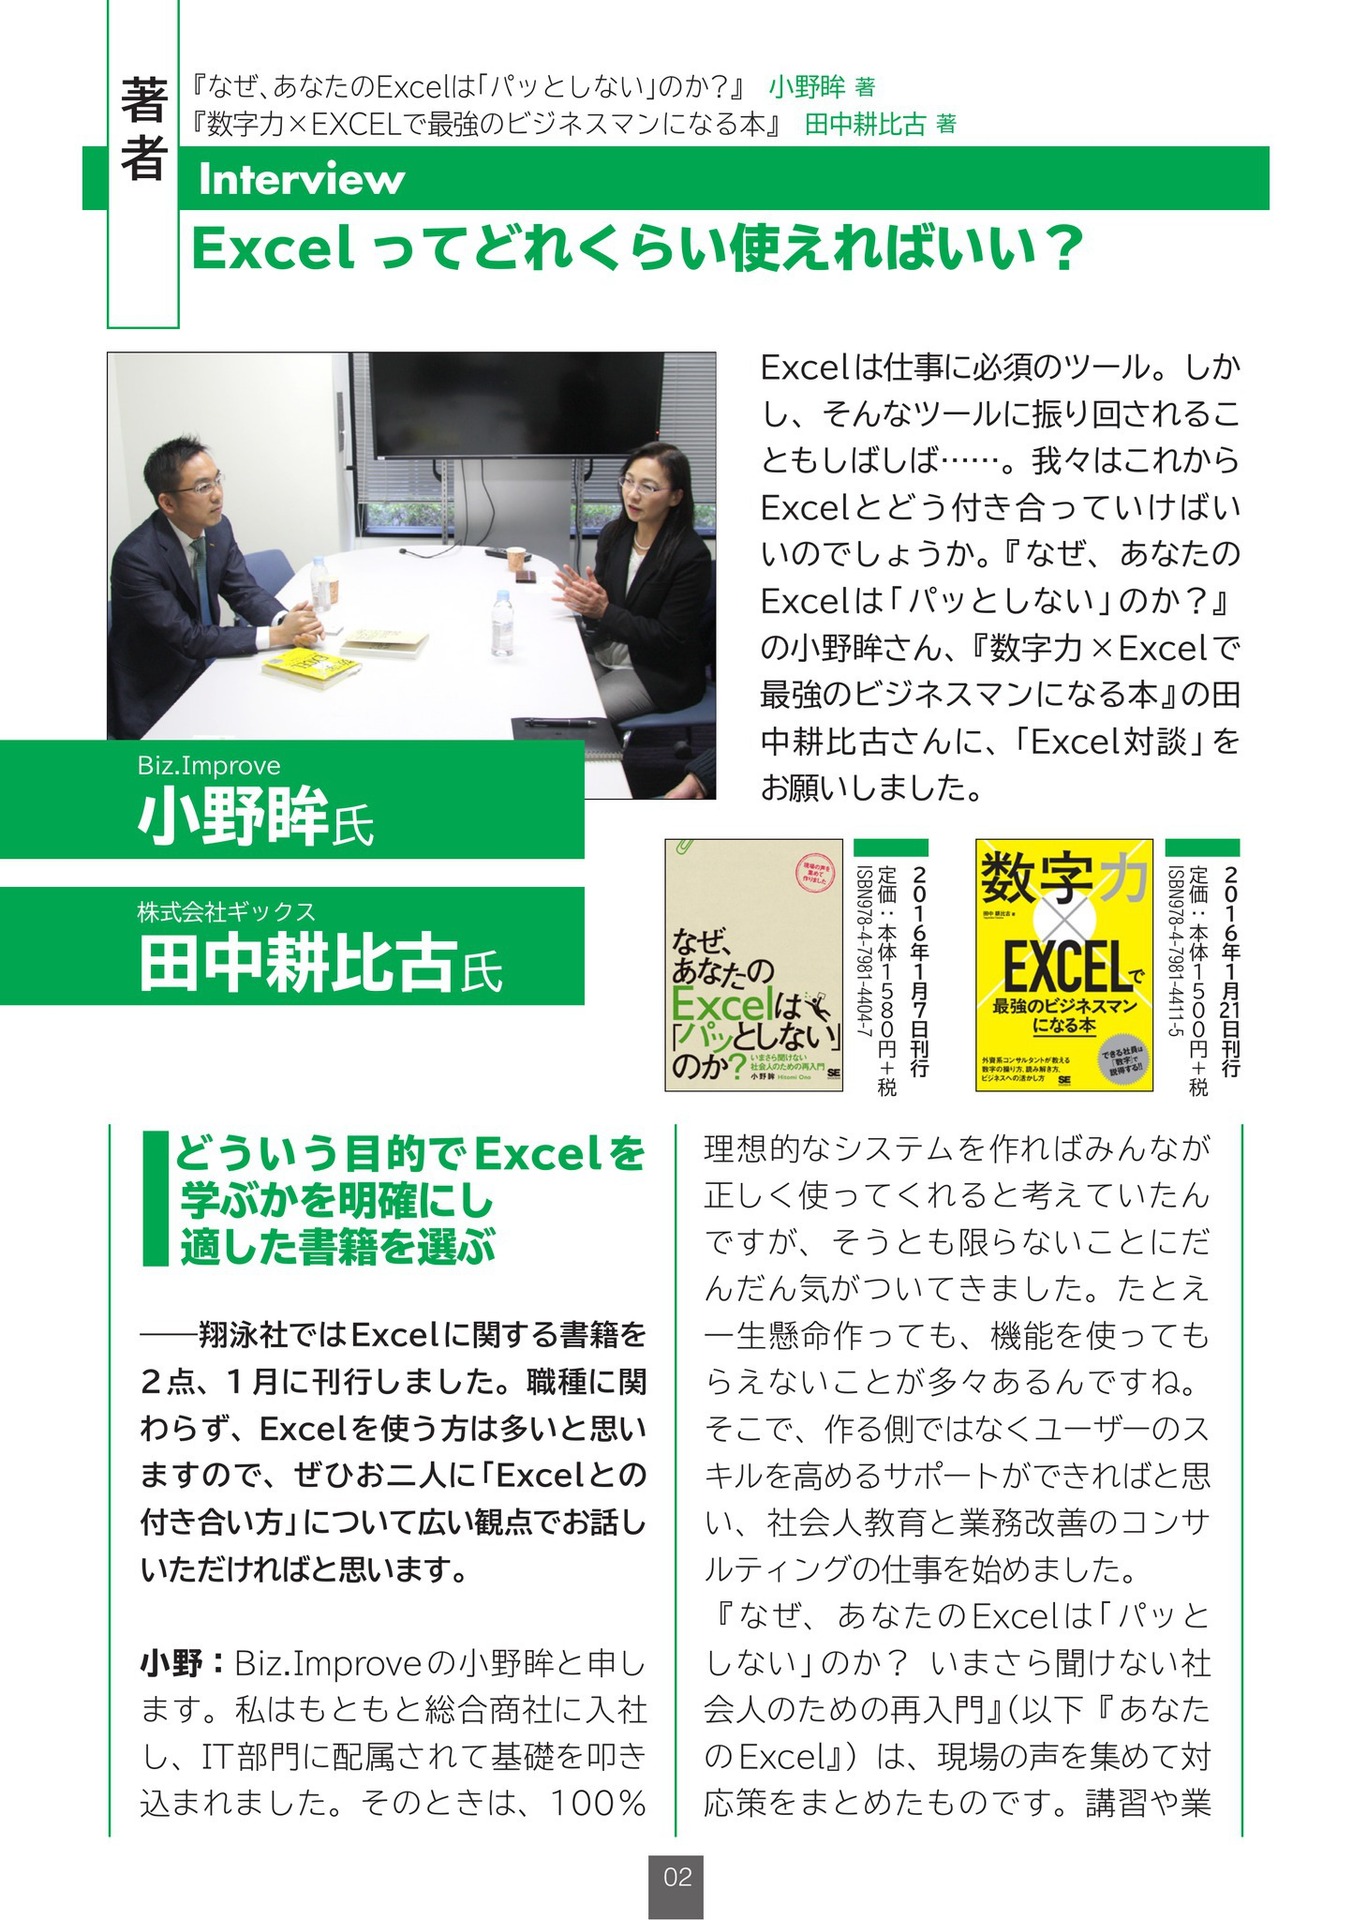 著者
『なぜ、あなたのExcelは「パッとしない」のか？』 小野眸 著
『数字力×EXCELで最強のビジネスマンになる本』 田中耕比古 著
Interview
Excel ってどれくらい使えればいい？
Excelは仕事に必須のツール。しか
し、そんなツールに振り回されるこ
ともしばしば……。我々はこれから
Excelとどう付き合っていけばい
いのでしょうか。『なぜ、あなたの
Excelは「パッとしない」のか？』
の小野眸さん、『数字力×Excelで
最強のビジネスマンになる本』の田
中耕比古さんに、「Excel対談」を
お願いしました。
Biz.Improve
小野眸氏
株式会社ギックス
田中耕比古氏
現場の声を
集めて
作りました
なぜ、
あなたの
Excelは
「パッとしない」
のか？
いまさら聞けない
社会人のための再入門
小野眸 Hitomi Ono
SE
2016年1月7日刊行
定価：本体1580円＋税
ISBN978-4-7981-4404-7
数字力
田中 耕比古 著
×
EXCELで
最強のビジネスマン
になる本
外資系コンサルタントが教える
数字の操り方、読み解き方、
ビジネスへの活かし方
SE
できる社員は
「数字」で
説得する!!
2016年1月21日刊行
定価：本体1500円＋税
ISBN978-4-7981-4411-5
どういう目的でExcelを
学ぶかを明確にし
適した書籍を選ぶ
――翔泳社ではExcelに関する書籍を
2点、1月に刊行しました。職種に関
わらず、Excelを使う方は多いと思い
ますので、ぜひお二人に「Excelとの
付き合い方」について広い観点でお話し
いただければと思います。
小野：Biz.Improveの小野眸と申し
ます。私はもともと総合商社に入社
し、IT部門に配属されて基礎を叩き
込まれました。そのときは、100％
理想的なシステムを作ればみんなが
正しく使ってくれると考えていたん
ですが、そうとも限らないことにだ
んだん気がついてきました。たとえ
一生懸命作っても、機能を使っても
らえないことが多々あるんですね。
そこで、作る側ではなくユーザーのス
キルを高めるサポートができればと思
い、社会人教育と業務改善のコンサ
ルティングの仕事を始めました。
『なぜ、あなたのExcelは「パッと
しない」のか？ いまさら聞けない社
会人のための再入門』（以下『あなた
のExcel』）は、現場の声を集めて対
応策をまとめたものです。講習や業
02